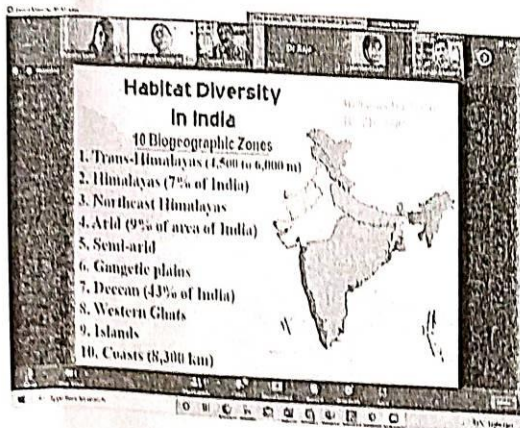 Habitat Diversity
in India
10 Biogeographic Zones
1. Trans-Himalayas (4,500 to 6,000 m)
2. Himalayas (7% of India)
3. Northeast Himalayas
4. Arid (9% of area of India)
5. Semi-arid
6. Gangetic plains
7. Deccan (43% of India)
8. Western Ghats
9. Islands
10. Coasts (8,300 km)